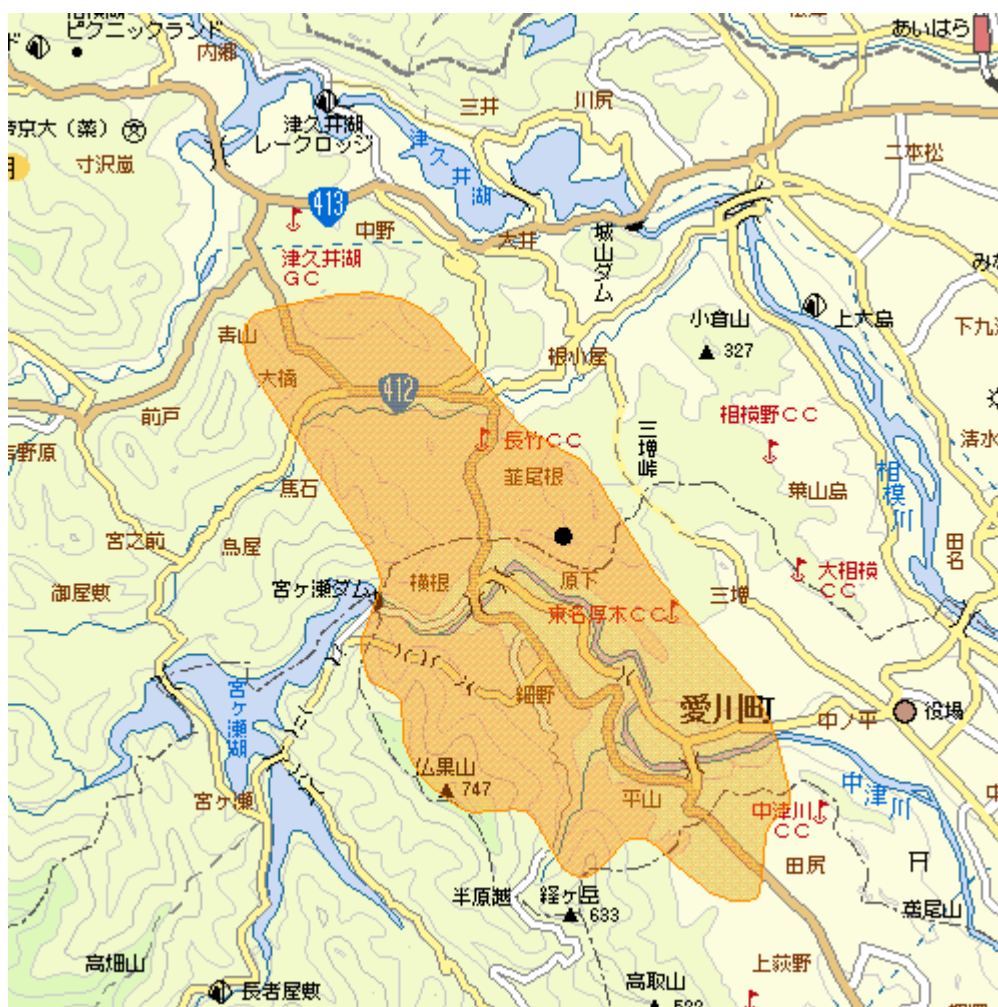 ピクニックランド
あいはら
内郷
三井
川尻
津久井湖
レークロッジ
津久井湖
帝京大（薬）
二本松
寸沢嵐
413
中野
大井
城山ダム
津久井湖
GC
小倉山
327
上大島
青山
根小屋
大橋
412
前戸
相模野CC
長竹CC
三増峠
韮尾根
馬石
葉山島
相模川
田名
宮之前
鳥屋
御屋敷
宮ヶ瀬ダム
横根
原下
大相模
CC
三増
東名厚木CC
細野
愛川町
中ノ平
役場
宮ヶ瀬湖
仏果山
747
宮ヶ瀬
平山
中津川
CC
中津川
田尻
半原越
経ヶ岳
633
鳶尾山
高畑山
長者屋敷
高取山
上荻野